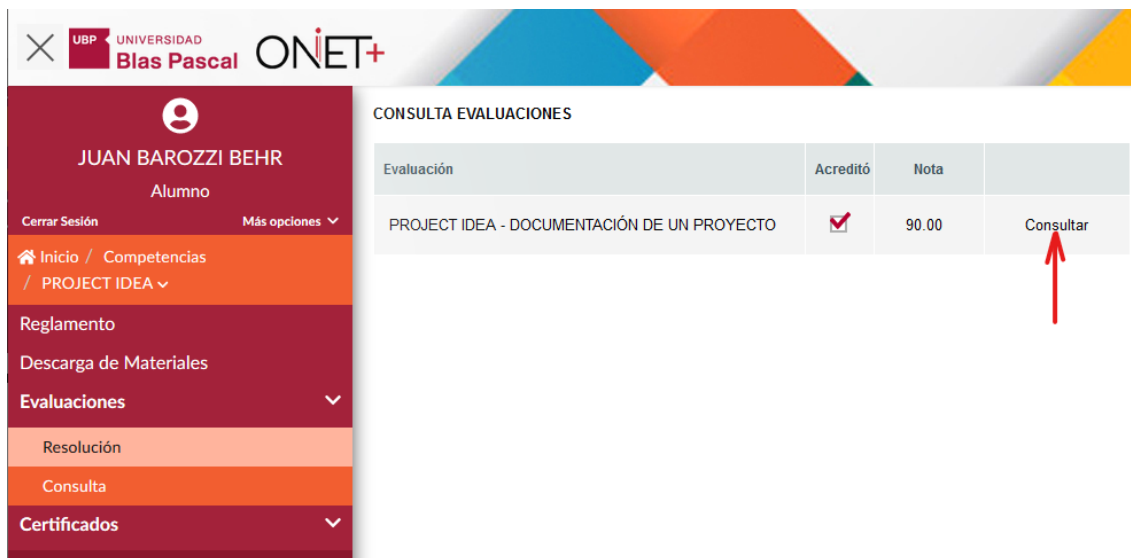 UBP UNIVERSIDAD
Blas Pascal
ONET+
JUAN BAROZZI BEHR
Alumno
Cerrar Sesión Más opciones
Inicio / Competencias
/ PROJECT IDEA
Reglamento
Descarga de Materiales
Evaluaciones
Resolución
Consulta
Certificados
CONSULTA EVALUACIONES
Evaluación Acreditó Nota
PROJECT IDEA - DOCUMENTACIÓN DE UN PROYECTO 90.00 Consultar